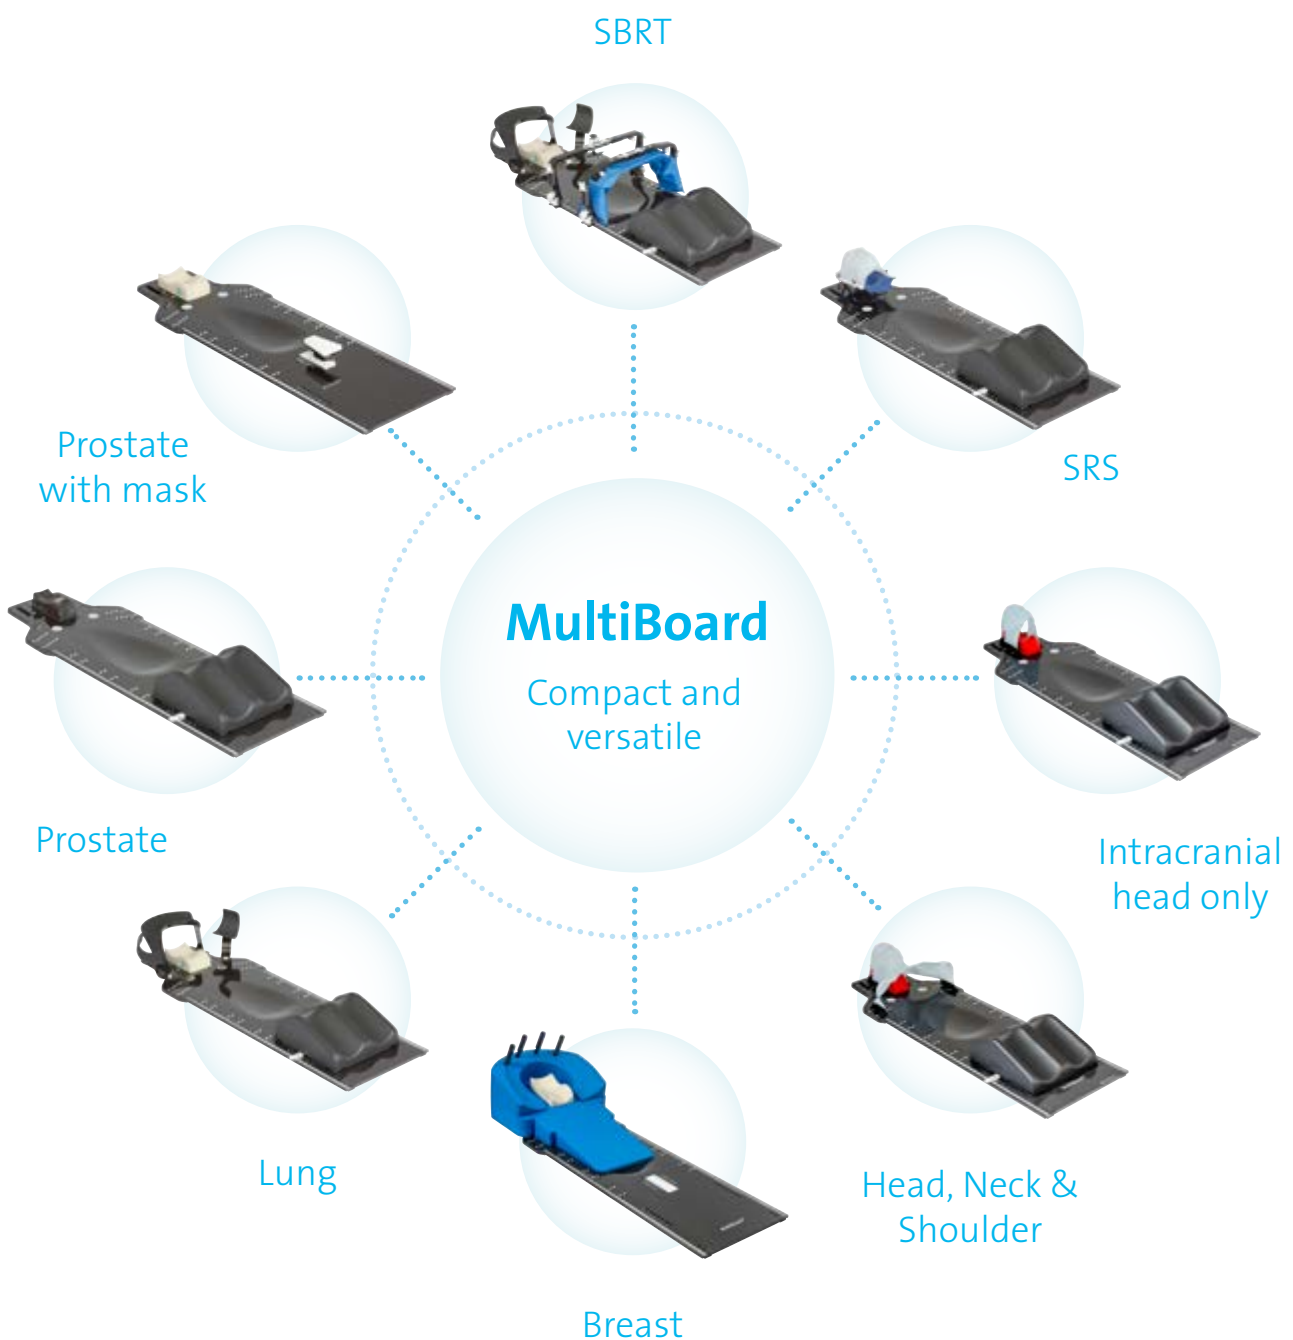 SBRT
Prostate
with mask
SRS
MultiBoard
Compact and
versatile
Prostate
Intracranial
head only
Lung
Head, Neck &
Shoulder
Breast